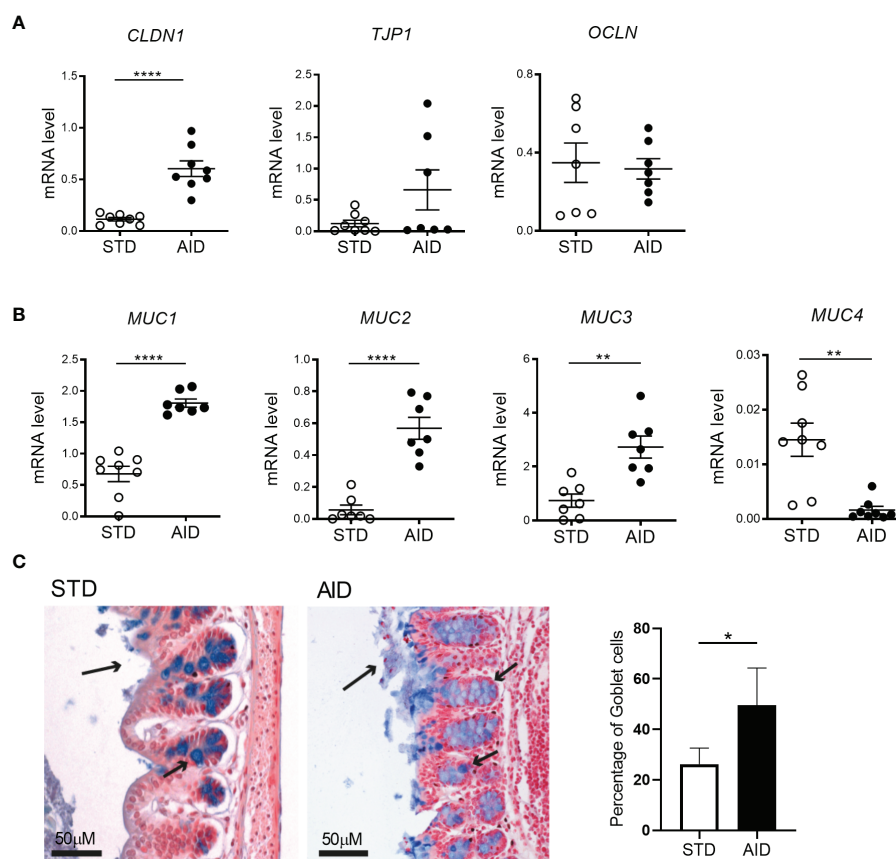 A
CLDN1
TJP1
OCLN
mRNA level
1.5
1.0
0.5
0.0
****
STD
AID
mRNA level
2.5
2.0
1.5
1.0
0.5
0.0
STD
AID
mRNA level
0.8
0.4
0.0
STD
AID
B
MUC1
MUC2
MUC3
MUC4
mRNA level
2.5
2.0
1.5
1.0
0.5
0.0
****
STD
AID
mRNA level
1.0
0.8
0.6
0.4
0.2
0.0
****
STD
AID
mRNA level
6
4
2
0
**
STD
AID
mRNA level
0.03
0.02
0.01
0.00
**
STD
AID
C
STD
AID
50µM
50µM
Percentage of Goblet cells
80
60
40
20
0
*
STD
AID